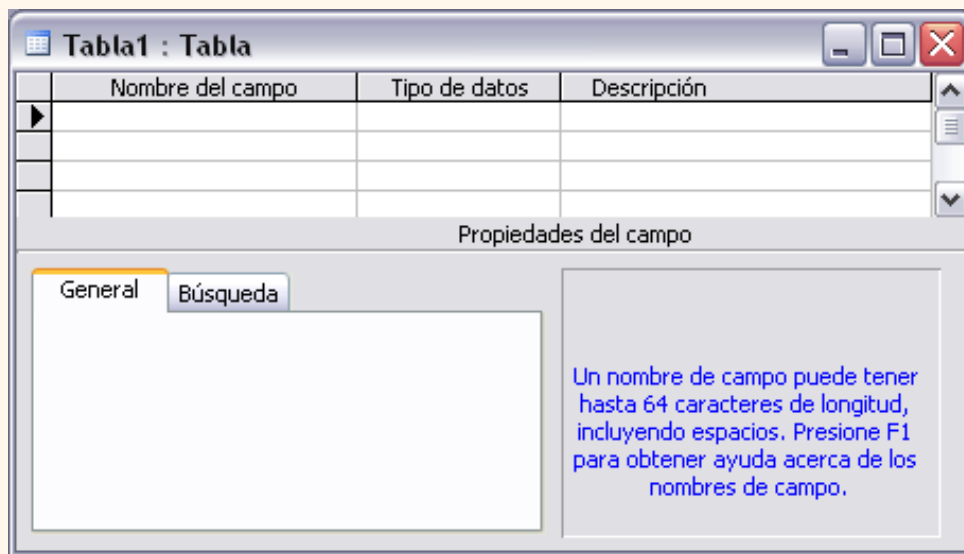 Tabla1 : Tabla
Nombre del campo Tipo de datos Descripción
Propiedades del campo
General Búsqueda
Un nombre de campo puede tener
hasta 64 caracteres de longitud,
incluyendo espacios. Presione F1
para obtener ayuda acerca de los
nombres de campo.